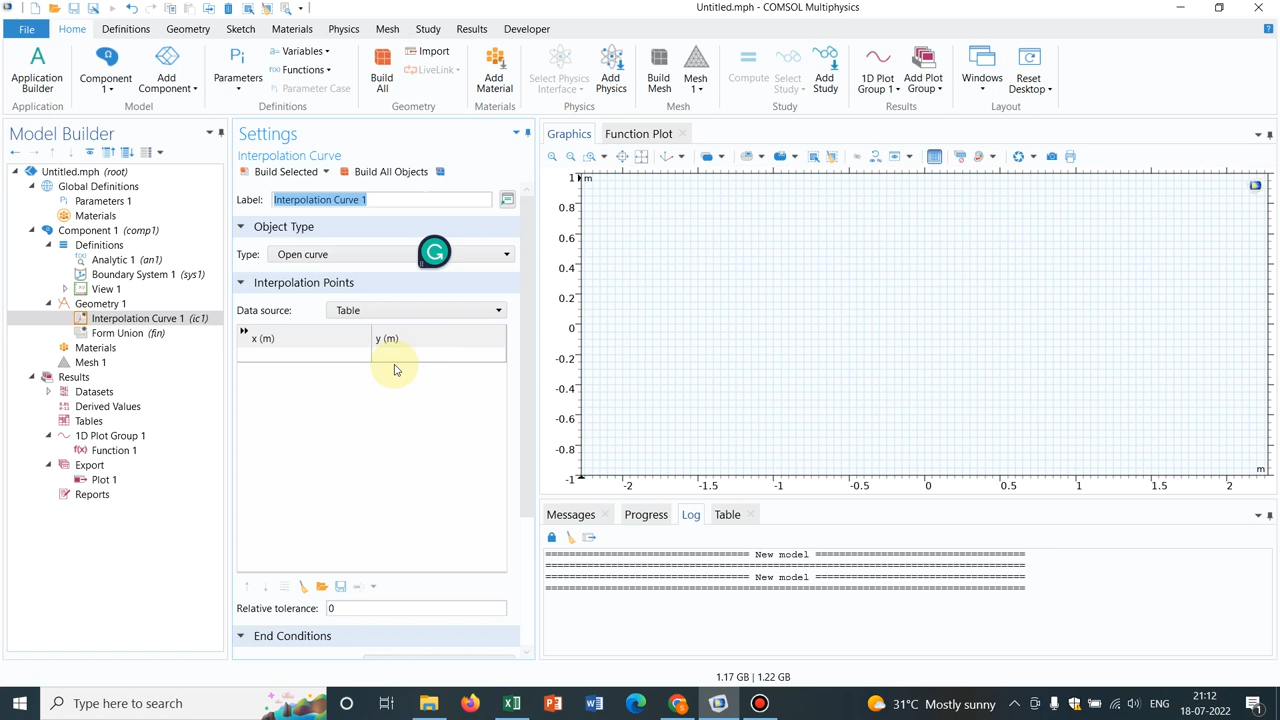 Untitled.mph - COMSOL Multiphysics
File Home Definitions Geometry Sketch Materials Physics Mesh Study Results Developer
Application Builder
Component 1
Add Component
Parameters
Variables
Functions
Parameter Case
Build All
Import
LiveLink
Add Material
Select Physics Interface
Add Physics
Build Mesh
Mesh 1
Compute
Select Study
Add Study
1D Plot Group 1
Add Plot Group
Windows
Reset Desktop
Application Model Definitions Geometry Materials Physics Mesh Study Results Layout
Model Builder
Untitled.mph (root)
Global Definitions
Pi Parameters 1
Materials
Component 1 (comp1)
Definitions
Analytic 1 (an1)
Boundary System 1 (sys1)
View 1
Geometry 1
Interpolation Curve 1 (ic1)
Form Union (fin)
Materials
Mesh 1
Results
Datasets
Derived Values
Tables
1D Plot Group 1
f(x) Function 1
Export
Plot 1
Reports
Settings
Interpolation Curve
Build Selected Build All Objects
Label: Interpolation Curve 1
Object Type
Type: Open curve
Interpolation Points
Data source: Table
x (m) y (m)
Relative tolerance: 0
End Conditions
Graphics Function Plot
1 m
0.8
0.6
0.4
0.2
0
-0.2
-0.4
-0.6
-0.8
-1 m
-2 -1.5 -1 -0.5 0 0.5 1 1.5 2
Messages Progress Log Table
================================== New model ===================================
================================== New model ===================================
1.17 GB | 1.22 GB
Type here to search
31°C Mostly sunny
ENG
21:12
18-07-2022